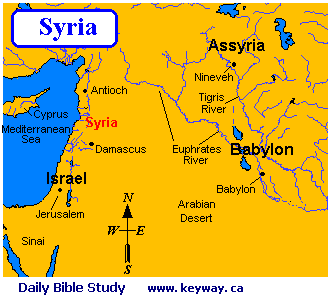 Syria
Assyria
Nineveh
Tigris
River
Antioch
Cyprus
Mediterranean
Sea
Syria
Damascus
Euphrates
River
Babylon
Israel
Babylon
Jerusalem
Arabian
Desert
N
W
E
S
Sinai
Daily Bible Study www.keyway.ca